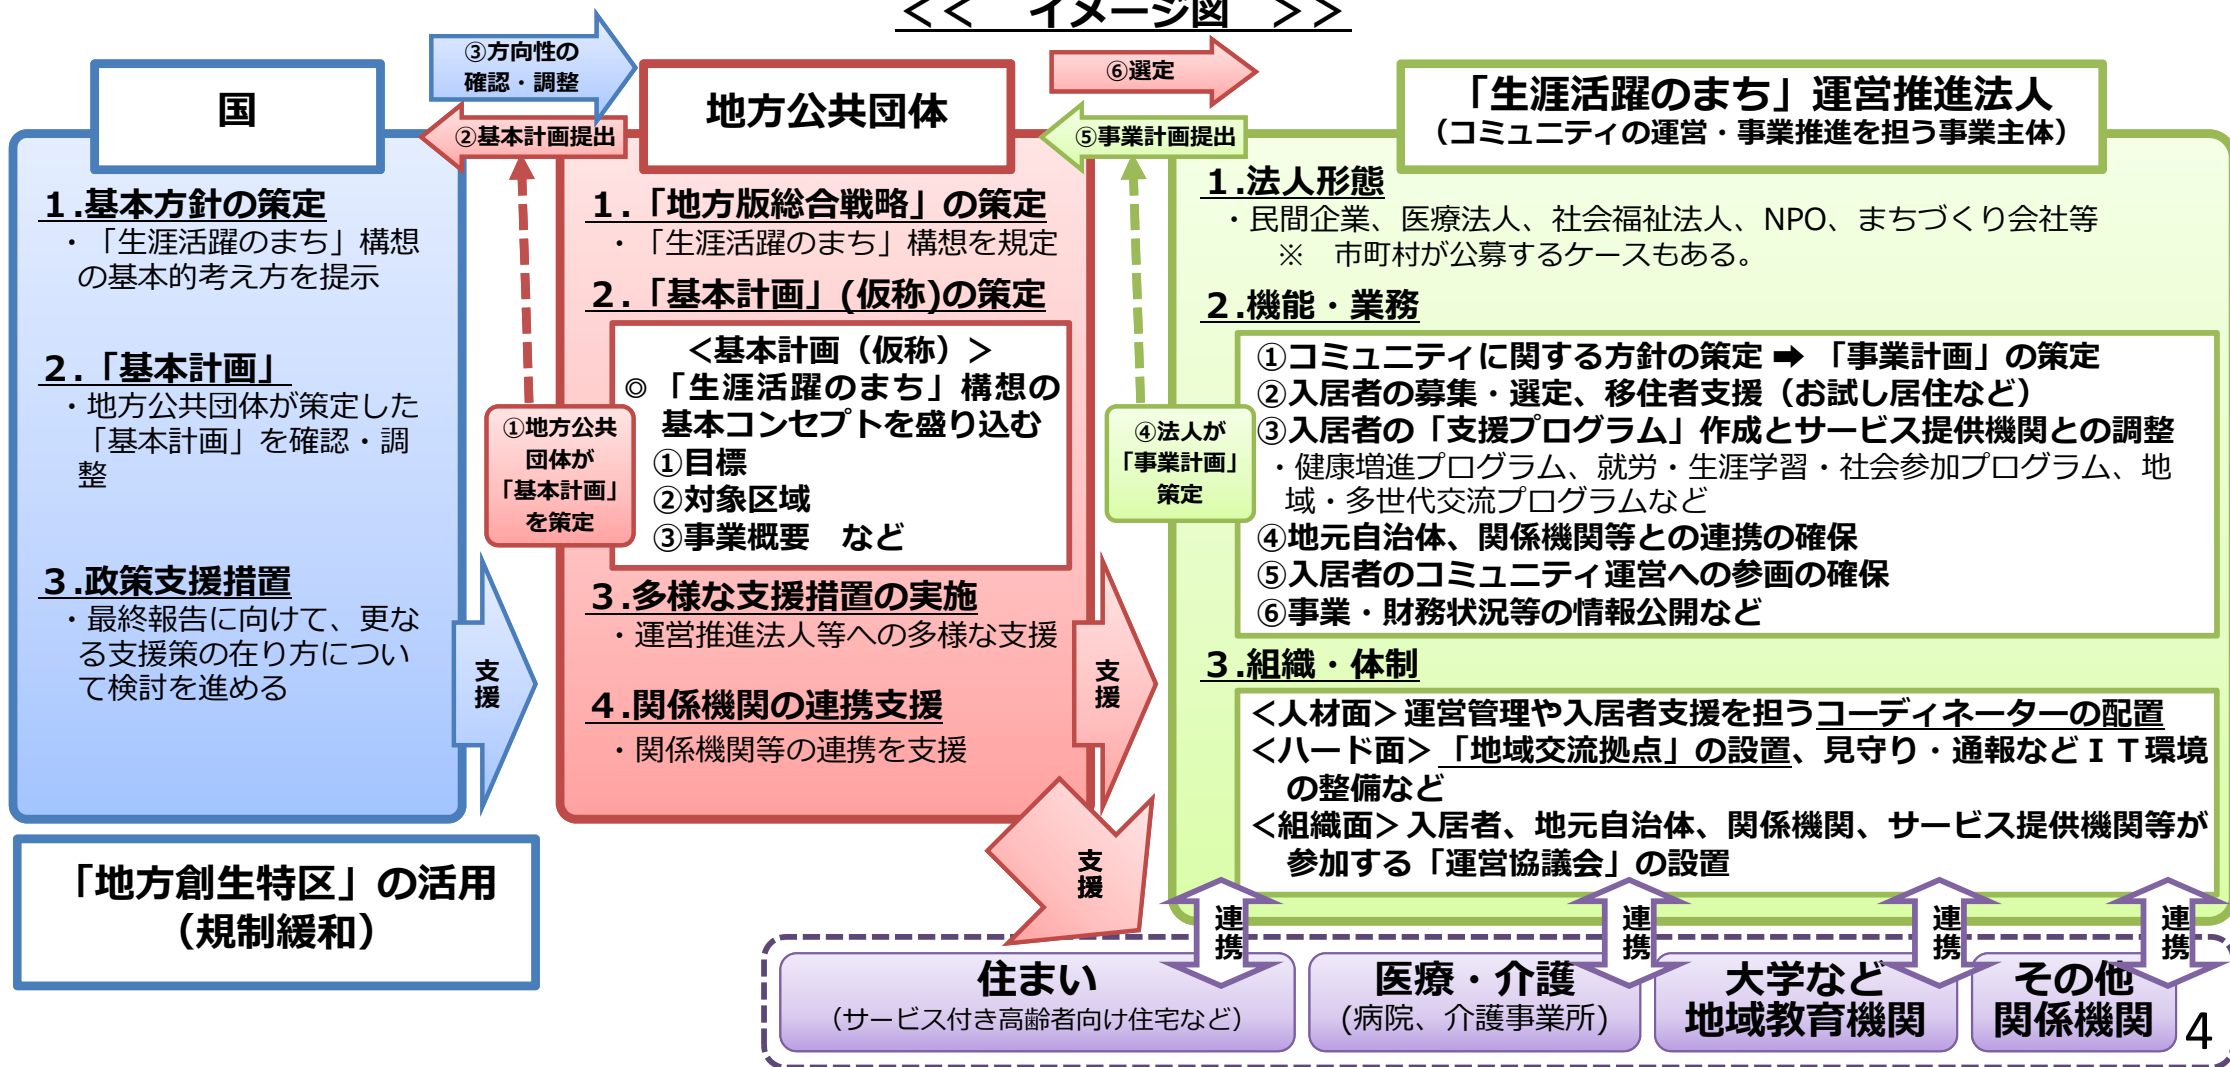 <<　イメージ図　>>
③方向性の
確認・調整
②基本計画提出
⑥選定
⑤事業計画提出
国
１.基本方針の策定
・「生涯活躍のまち」構想
の基本的考え方を提示
２.「基本計画」
・地方公共団体が策定した
「基本計画」を確認・調
整
３.政策支援措置
・最終報告に向けて、更な
る支援策の在り方につい
て検討を進める
支援
「地方創生特区」の活用
（規制緩和）
①地方公共
団体が
「基本計画」
を策定
地方公共団体
１.「地方版総合戦略」の策定
・「生涯活躍のまち」構想を規定
２.「基本計画」(仮称)の策定
＜基本計画（仮称）＞
◎「生涯活躍のまち」構想の
基本コンセプトを盛り込む
①目標
②対象区域
③事業概要　など
３.多様な支援措置の実施
・運営推進法人等への多様な支援
４.関係機関の連携支援
・関係機関等の連携を支援
支援
支援
④法人が
「事業計画」
策定
「生涯活躍のまち」運営推進法人
（コミュニティの運営・事業推進を担う事業主体）
１.法人形態
・民間企業、医療法人、社会福祉法人、NPO、まちづくり会社等
※　市町村が公募するケースもある。
２.機能・業務
①コミュニティに関する方針の策定 ➡ 「事業計画」の策定
②入居者の募集・選定、移住者支援（お試し居住など）
③入居者の「支援プログラム」作成とサービス提供機関との調整
・健康増進プログラム、就労・生涯学習・社会参加プログラム、地
域・多世代交流プログラムなど
④地元自治体、関係機関等との連携の確保
⑤入居者のコミュニティ運営への参画の確保
⑥事業・財務状況等の情報公開など
３.組織・体制
＜人材面＞運営管理や入居者支援を担うコーディネーターの配置
＜ハード面＞「地域交流拠点」の設置、見守り・通報などＩＴ環境
の整備など
＜組織面＞入居者、地元自治体、関係機関、サービス提供機関等が
参加する「運営協議会」の設置
連携
連携
連携
連携
住まい
（サービス付き高齢者向け住宅など）
医療・介護
(病院、介護事業所)
大学など
地域教育機関
その他
関係機関
4